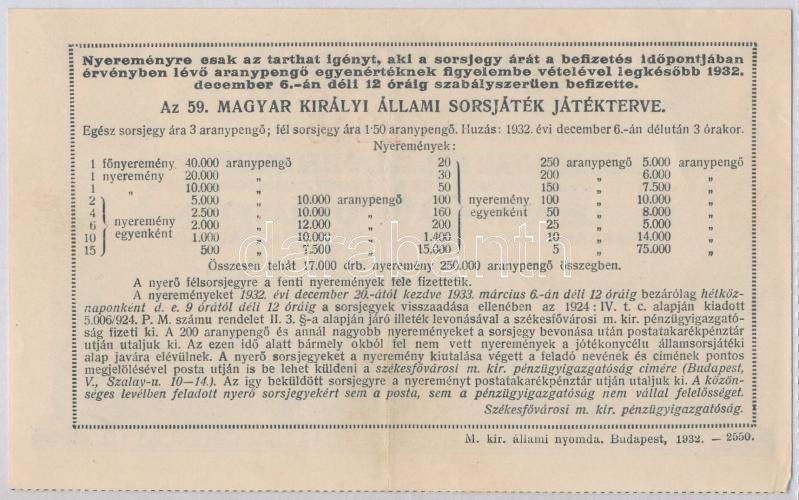 Nyereményre csak az tarthat igényt, aki a sorsjegy árát a befizetés időpontjában
érvényben lévő aranypengő egyenértéknek figyelembe vételével legkésőbb 1932.
december 6.-án déli 12 óráig szabályszerüen befizette.
Az 59. MAGYAR KIRÁLYI ÁLLAMI SORSJÁTÉK JÁTÉKTERVE.
Egész sorsjegy ára 3 aranypengő; fél sorsjegy ára 1·50 aranypengő. Huzás: 1932. évi december 6.-án délután 3 órakor.
Nyeremények:
1 főnyeremény 40.000 aranypengő 20 250 aranypengő 5.000 aranypengő
1 nyeremény 20.000 „ 30 200 „ 6.000 „
1 „ 10.000 „ 50 150 „ 7.500 „
2 5.000 „ 10.000 aranypengő 100 nyeremény 100 „ 10.000 „
4 nyeremény 2.500 „ 10.000 „ 160 egyenként 50 „ 8.000 „
6 egyenként 2.000 „ 12.000 „ 200 25 „ 5.000 „
10 1.000 „ 10.000 „ 1.400 10 „ 14.000 „
15 500 „ 7.500 „ 15.000 5 „ 75.000 „
Összesen tehát 17.000 drb. nyeremény 250.000 aranypengő összegben.
A nyerő félsorsjegyre a fenti nyeremények fele fizettetik.
A nyereményeket 1932. évi december 20.-ától kezdve 1933. március 6.-án déli 12 óráig bezárólag hétköz-
naponként d. e. 9 órától déli 12 óráig a sorsjegyek visszaadása ellenében az 1924 : IV. t. c. alapján kiadott
5.006/924. P. M. számu rendelet II. 3. §-a alapján járó illeték levonásával a székesfővárosi m. kir. pénzügyigazgató-
ság fizeti ki. A 200 aranypengő és annál nagyobb nyereményeket a sorsjegy bevonása után postatakarékpénztár
utján utaljuk ki. Az ezen idő alatt bármely okból fel nem vett nyeremények a jótékonycélu államsorsjátéki
alap javára elévülnek. A nyerő sorsjegyeket a nyeremény kiutalása végett a feladó nevének és cimének pontos
megjelölésével posta utján is be lehet küldeni a székesfővárosi m. kir. pénzügyigazgatóság cimére (Budapest,
V., Szalay-u. 10—14.). Az igy beküldött sorsjegyre a nyereményt postatakarékpénztár utján utaljuk ki. A közön-
séges levélben feladott nyerő sorsjegyekért sem a posta, sem a pénzügyigazgatóság nem vállal felelősséget.
Székesfővárosi m. kir. pénzügyigazgatóság.
M. kir. állami nyomda. Budapest, 1932. — 2550.
darabanth